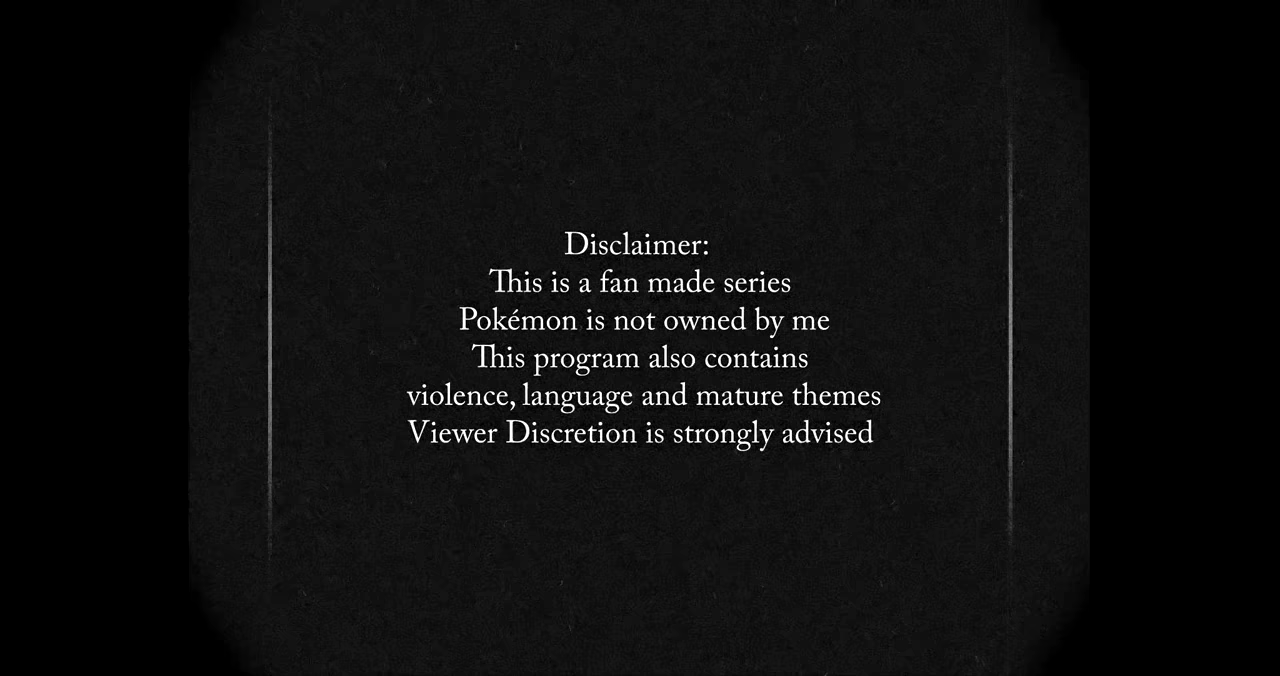 Disclaimer:
This is a fan made series
Pokémon is not owned by me
This program also contains
violence, language and mature themes
Viewer Discretion is strongly advised